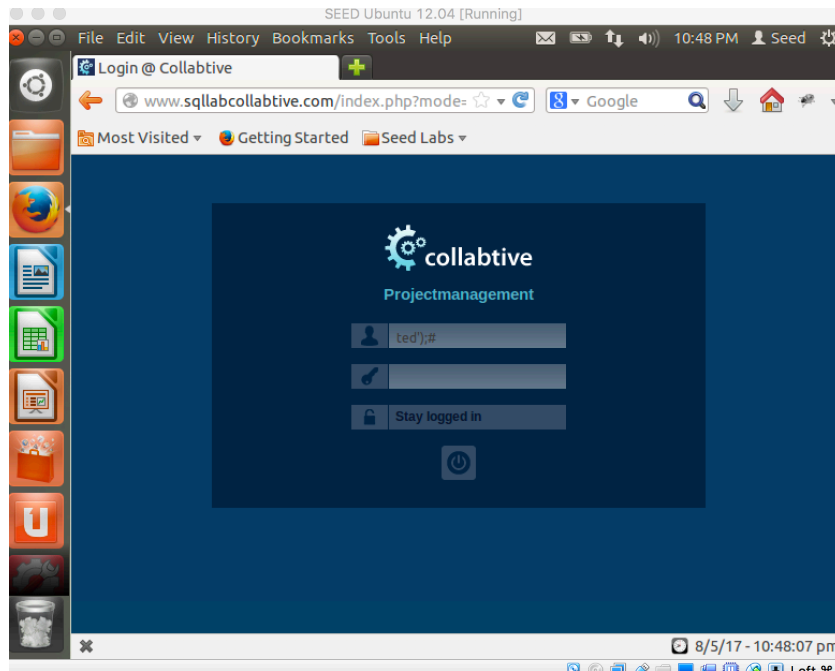 SEED Ubuntu 12.04 [Running]
File Edit View History Bookmarks Tools Help 10:48 PM Seed
Login @ Collabtive
www.sqllabcollabtive.com/index.php?mode= Google
Most Visited Getting Started Seed Labs
collabtive
Projectmanagement
ted');#
Stay logged in
8/5/17 - 10:48:07 pm
Left ⌘